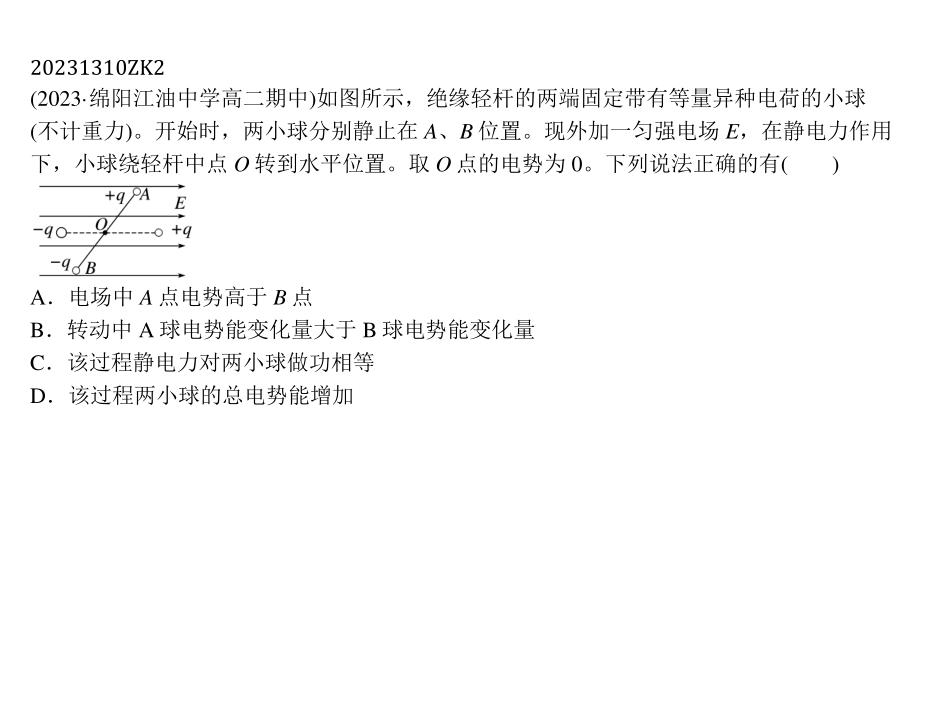 20231310ZK2
(2023·绵阳江油中学高二期中)如图所示，绝缘轻杆的两端固定带有等量异种电荷的小球
(不计重力)。开始时，两小球分别静止在 A、B 位置。现外加一匀强电场 E，在静电力作用
下，小球绕轻杆中点 O 转到水平位置。取 O 点的电势为 0。下列说法正确的有(　　)
+q A
E
O
−q +q
−q B
A．电场中 A 点电势高于 B 点
B．转动中 A 球电势能变化量大于 B 球电势能变化量
C．该过程静电力对两小球做功相等
D．该过程两小球的总电势能增加